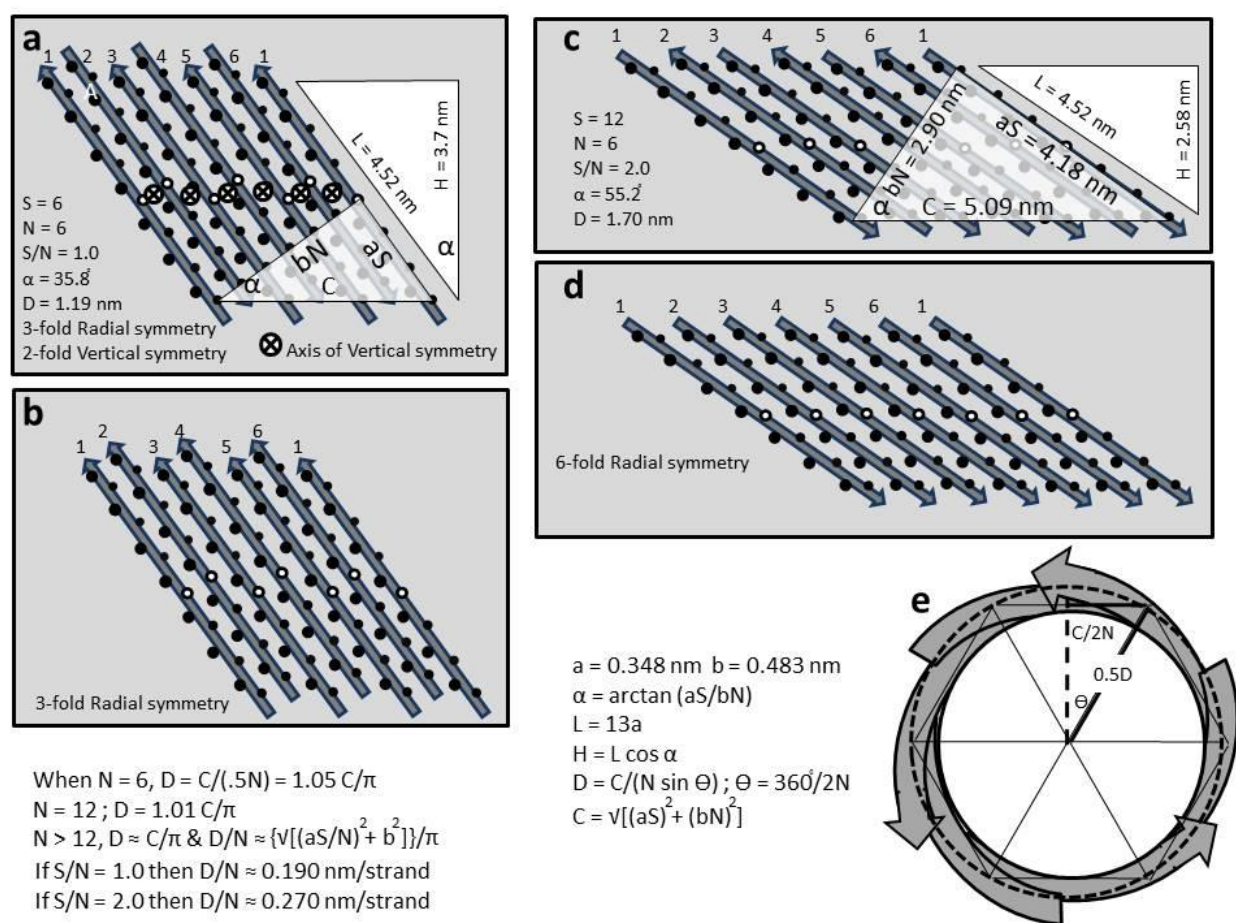 a
1 2 3 4 5 6 1
A
L = 4.52 nm
H = 3.7 nm
α
S = 6
N = 6
S/N = 1.0
α = 35.8°
D = 1.19 nm
3-fold Radial symmetry
2-fold Vertical symmetry
bN
aS
α
C
Axis of Vertical symmetry
b
1 2 3 4 5 6 1
3-fold Radial symmetry
c
1 2 3 4 5 6 1
S = 12
N = 6
S/N = 2.0
α = 55.2°
D = 1.70 nm
L = 4.52 nm
H = 2.58 nm
bN = 2.90 nm
aS = 4.18 nm
α
C = 5.09 nm
d
1 2 3 4 5 6 1
6-fold Radial symmetry
e
C/2N
0.5D
Θ
When N = 6, D = C/(.5N) = 1.05 C/π
N = 12 ; D = 1.01 C/π
N > 12, D ≈ C/π & D/N ≈ {√[(aS/N)² + b²]}/π
If S/N = 1.0 then D/N ≈ 0.190 nm/strand
If S/N = 2.0 then D/N ≈ 0.270 nm/strand
a = 0.348 nm b = 0.483 nm
α = arctan (aS/bN)
L = 13a
H = L cos α
D = C/(N sin Θ) ; Θ = 360°/2N
C = √[(aS)² + (bN)²]